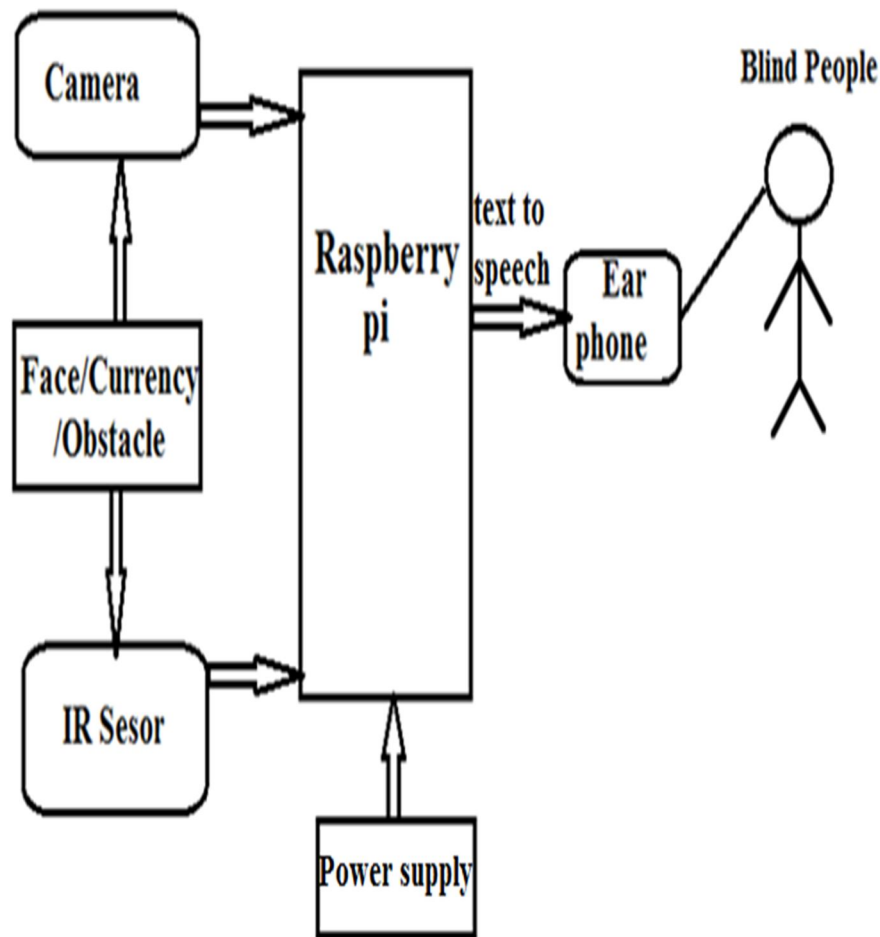 Camera
Blind People
Raspberry
pi
text to
speech
Ear
phone
Face/Currency
/Obstacle
IR Sesor
Power supply